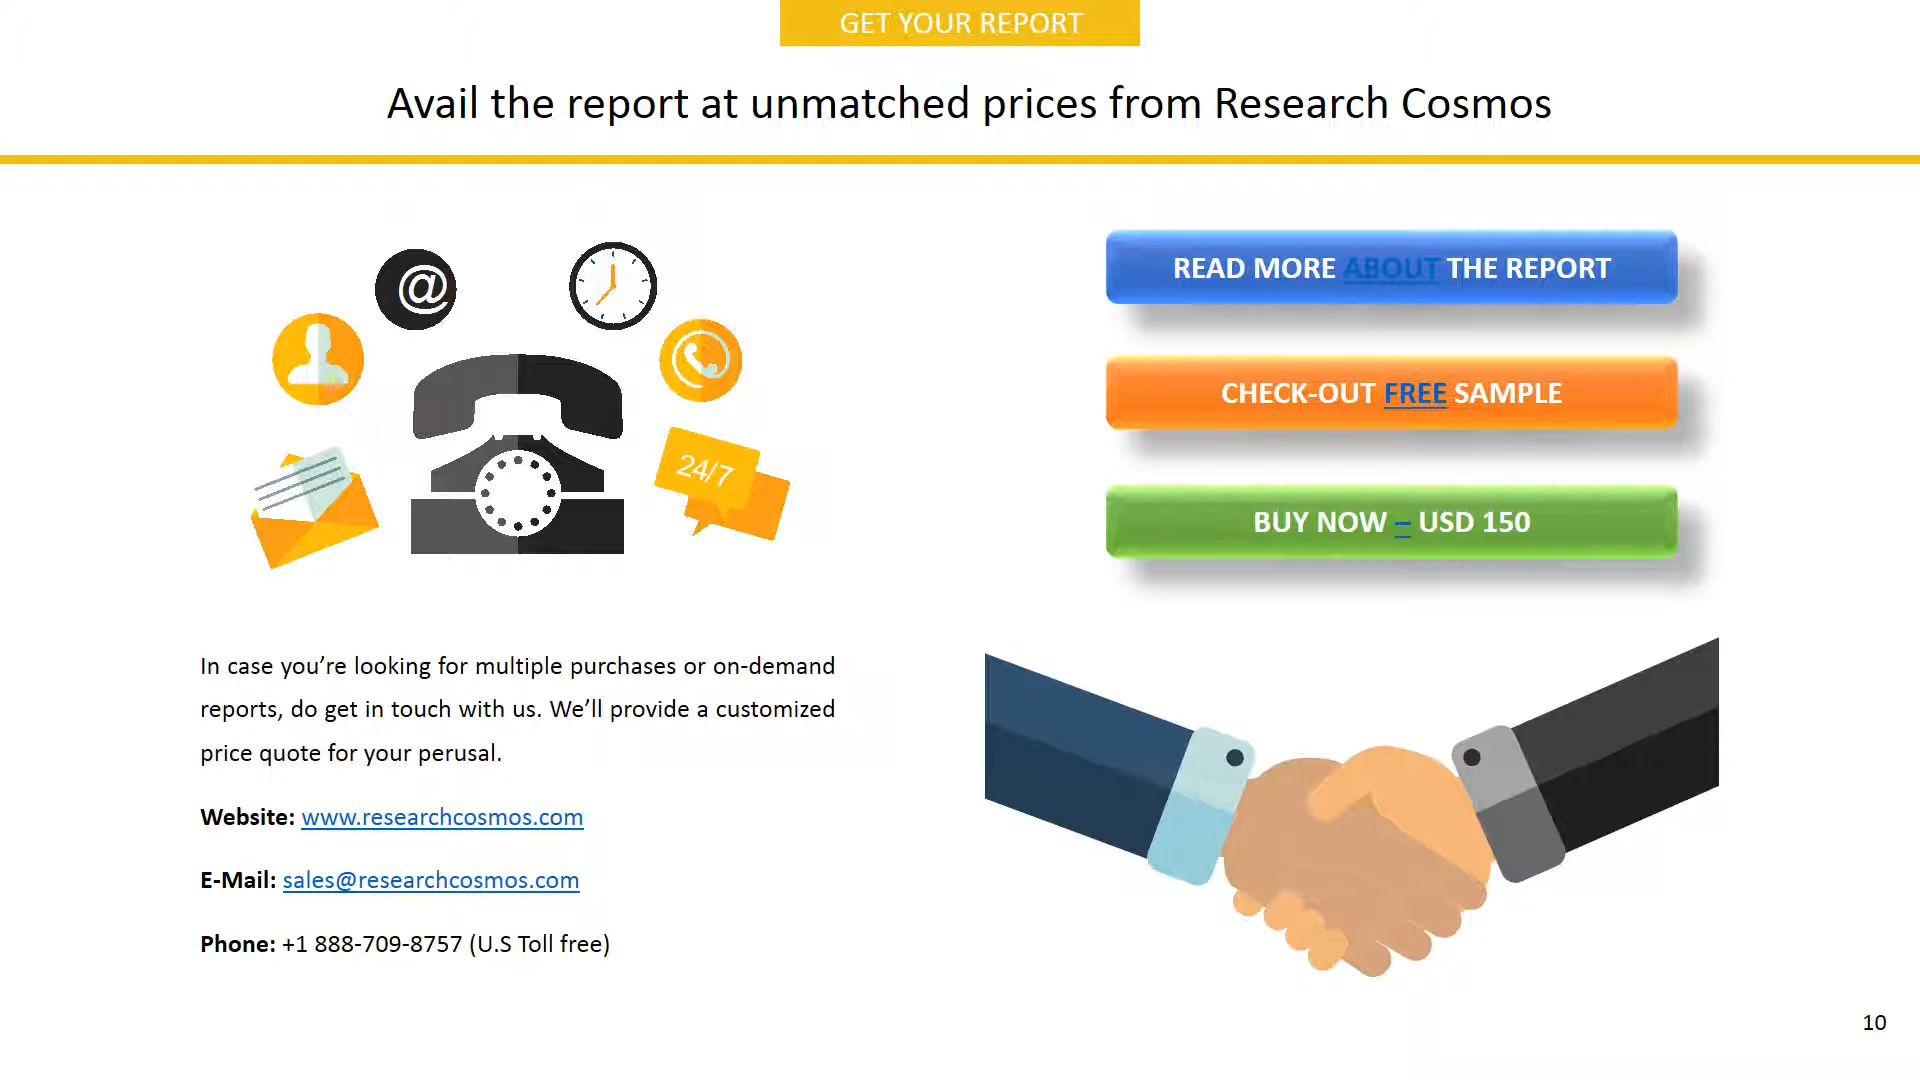 GET YOUR REPORT
Avail the report at unmatched prices from Research Cosmos
@
24/7
READ MORE ABOUT THE REPORT
CHECK-OUT FREE SAMPLE
BUY NOW – USD 150
In case you’re looking for multiple purchases or on-demand
reports, do get in touch with us. We’ll provide a customized
price quote for your perusal.
Website: www.researchcosmos.com
E-Mail: sales@researchcosmos.com
Phone: +1 888-709-8757 (U.S Toll free)
10